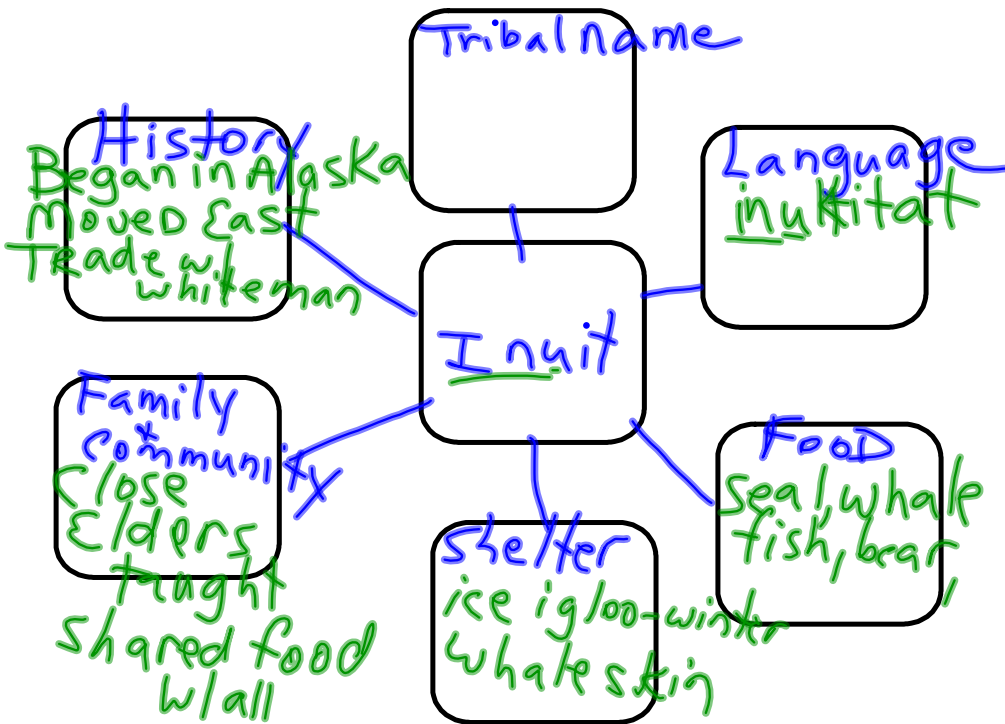 Tribal name
History
Began in Alaska
Moved East
Trade w/
whiteman
Language
inuktitat
Inuit
Family
+
community
Close
Elders
taught
shared food
w/all
Shelter
ice igloo-winter
whale skin
Food
Seal, whale
fish, bear,